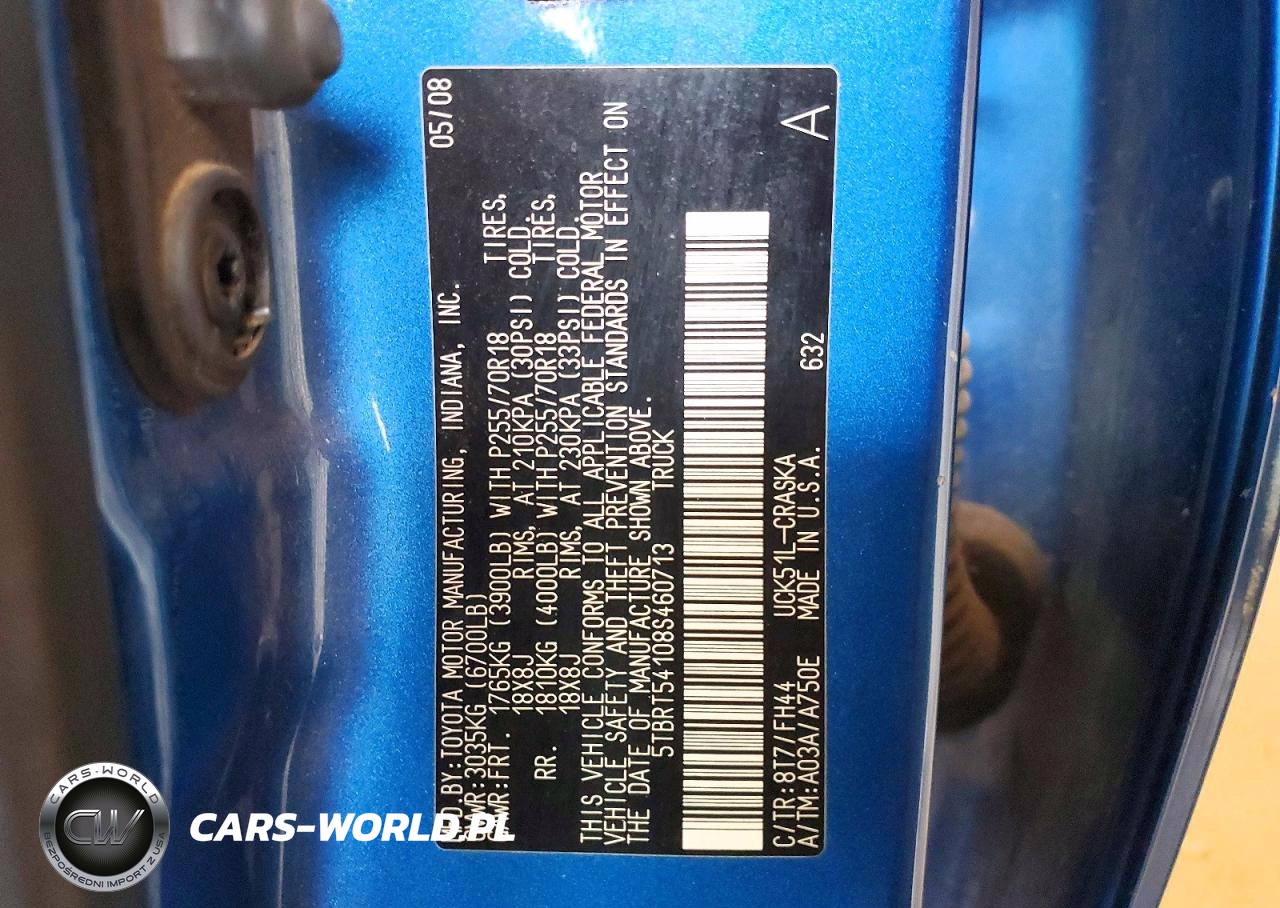 05/08
D.BY:TOYOTA MOTOR MANUFACTURING, INDIANA, INC.
3035KG (6700LB)
WR:FRT. 1765KG (3900LB) WITH P255/70R18 TIRES,
18X8J RIMS, AT 210KPA (30PSI) COLD.
RR. 1810KG (4000LB) WITH P255/70R18 TIRES,
18X8J RIMS, AT 230KPA (33PSI) COLD.
THIS VEHICLE CONFORMS TO ALL APPLICABLE FEDERAL MOTOR
VEHICLE SAFETY AND THEFT PREVENTION STANDARDS IN EFFECT ON
THE DATE OF MANUFACTURE SHOWN ABOVE.
5TBRT54108S460713 TRUCK
C/TR:8T7/FH44 UCK51L-CRASKA
A/TM:A03A/A750E MADE IN U.S.A. 632 A
CARS-WORLD
CW
BEZPOŚREDNI IMPORT Z USA
CARS-WORLD.PL